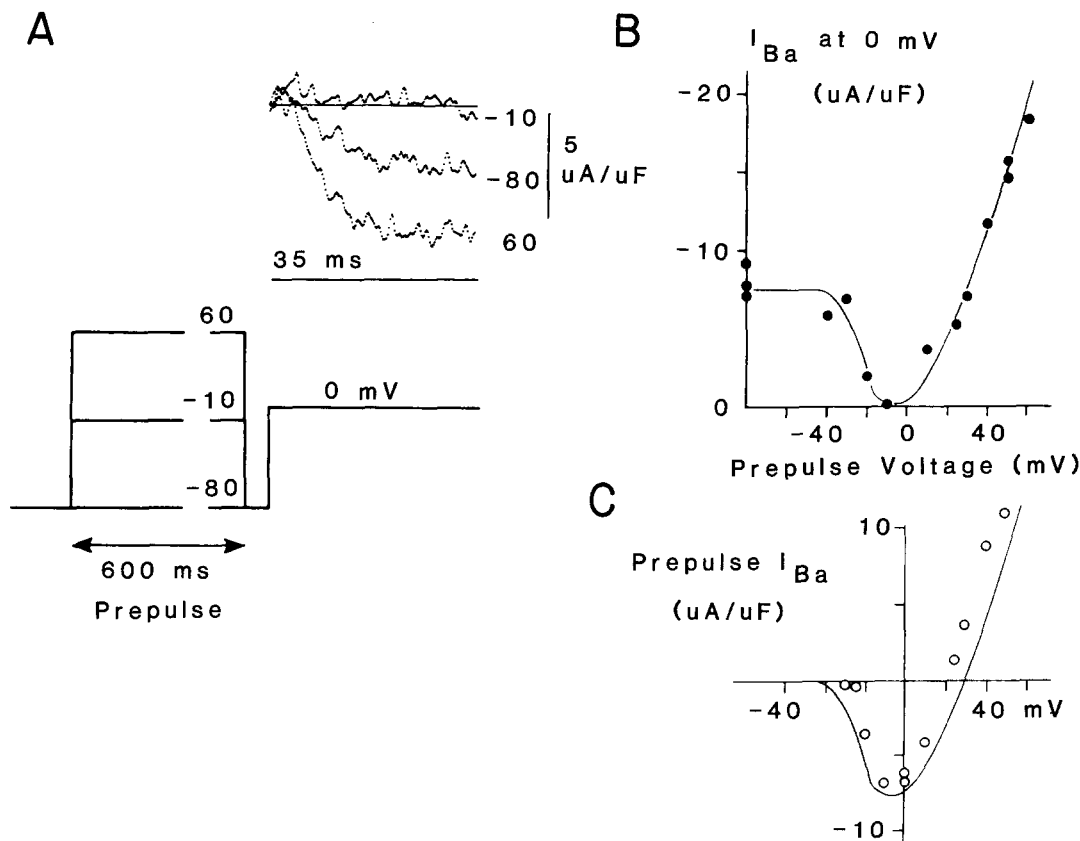 A
-10
5
-80
uA/uF
60
35 ms
60
-10
0 mV
-80
600 ms
Prepulse
B
I Ba at 0 mV
(uA/uF)
-20
-10
0
-40
0
40
Prepulse Voltage (mV)
C
10
Prepulse I Ba
(uA/uF)
-40
40 mV
-10